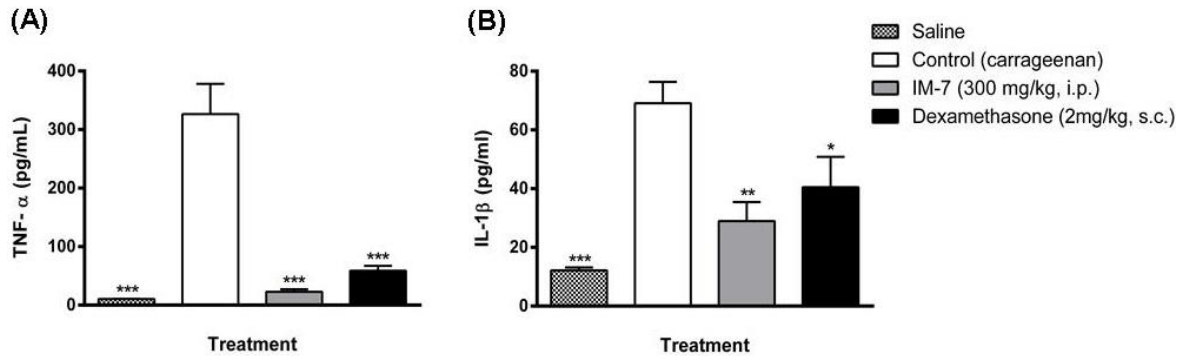 (A)
TNF- α (pg/mL)
400
300
200
100
0
***
***
***
Treatment
(B)
IL-1β (pg/ml)
80
60
40
20
0
***
**
*
Treatment
Saline
Control (carrageenan)
IM-7 (300 mg/kg, i.p.)
Dexamethasone (2mg/kg, s.c.)